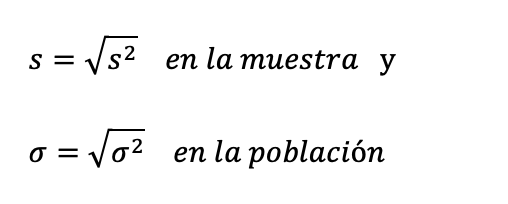 s = √s² en la muestra y
σ = √σ² en la población